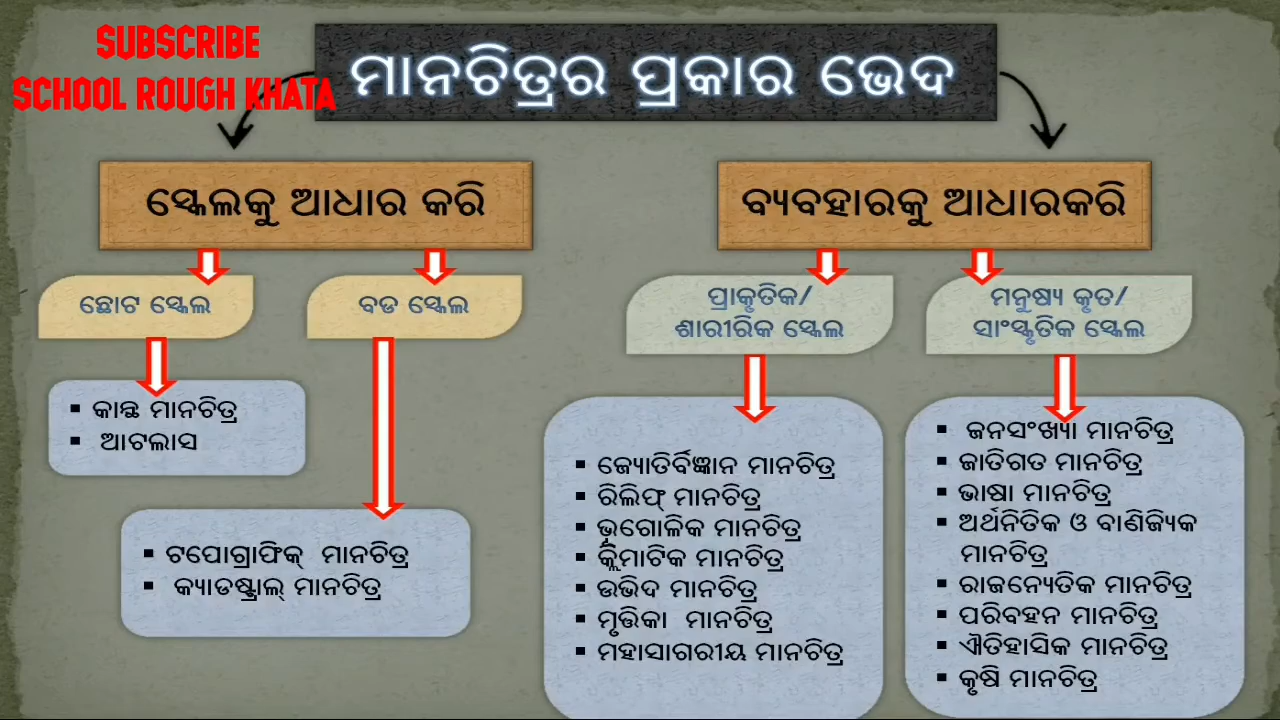 SUBSCRIBE
SCHOOL ROUGH KHATA
ମାନଚିତ୍ରର ପ୍ରକାର ଭେଦ
ସ୍କେଲକୁ ଆଧାର କରି
ଛୋଟ ସ୍କେଲ
ବଡ ସ୍କେଲ
▪ କାନ୍ଥ ମାନଚିତ୍ର
▪ ଆଟଲାସ
▪ ଟପୋଗ୍ରାଫିକ୍ ମାନଚିତ୍ର
▪ କ୍ୟାଡଷ୍ଟ୍ରାଲ୍ ମାନଚିତ୍ର
ବ୍ୟବହାରକୁ ଆଧାରକରି
ପ୍ରାକୃତିକ/
ଶାରୀରିକ ସ୍କେଲ
▪ ଜ୍ୟୋତିର୍ବିଜ୍ଞାନ ମାନଚିତ୍ର
▪ ରିଲିଫ୍ ମାନଚିତ୍ର
▪ ଭୂଗୋଳିକ ମାନଚିତ୍ର
▪ କ୍ଲିମାଟିକ ମାନଚିତ୍ର
▪ ଉଭିଦ ମାନଚିତ୍ର
▪ ମୃତ୍ତିକା ମାନଚିତ୍ର
▪ ମହାସାଗରୀୟ ମାନଚିତ୍ର
ମନୁଷ୍ୟ କୃତ/
ସାଂସ୍କୃତିକ ସ୍କେଲ
▪ ଜନସଂଖ୍ୟା ମାନଚିତ୍ର
▪ ଜାତିଗତ ମାନଚିତ୍ର
▪ ଭାଷା ମାନଚିତ୍ର
▪ ଅର୍ଥନିତିକ ଓ ବାଣିଜ୍ୟିକ
ମାନଚିତ୍ର
▪ ରାଜନ୍ୟେତିକ ମାନଚିତ୍ର
▪ ପରିବହନ ମାନଚିତ୍ର
▪ ଐତିହାସିକ ମାନଚିତ୍ର
▪ କୃଷି ମାନଚିତ୍ର